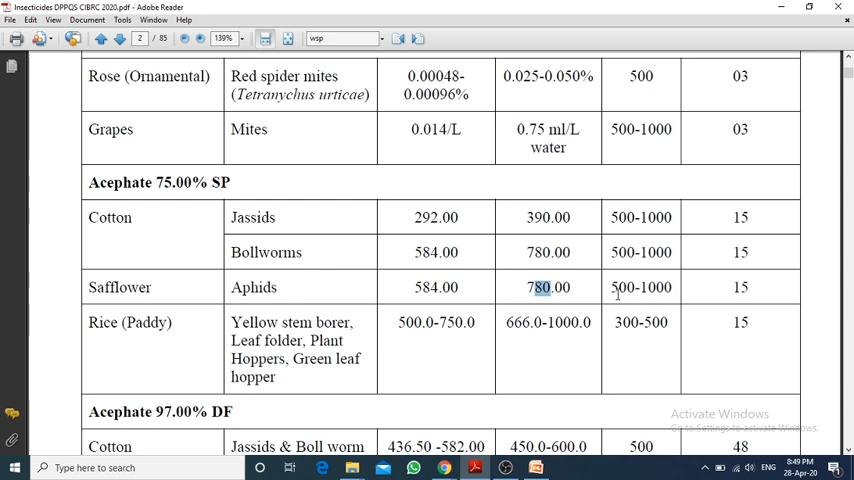 Insecticides DPPQS CIBRC 2020.pdf - Adobe Reader
File Edit View Document Tools Window Help
2 / 85 139% wsp
Rose (Ornamental) Red spider mites 0.00048- 0.025-0.050% 500 03
(Tetranychus urticae) 0.00096%
Grapes Mites 0.014/L 0.75 ml/L 500-1000 03
water
Acephate 75.00% SP
Cotton Jassids 292.00 390.00 500-1000 15
Bollworms 584.00 780.00 500-1000 15
Safflower Aphids 584.00 780.00 500-1000 15
Rice (Paddy) Yellow stem borer, 500.0-750.0 666.0-1000.0 300-500 15
Leaf folder, Plant
Hoppers, Green leaf
hopper
Acephate 97.00% DF
Activate Windows
Go to Settings to activate Windows.
Cotton Jassids & Boll worm 436.50 -582.00 450.0-600.0 500 48
Type here to search
ENG 8:49 PM
28-Apr-20